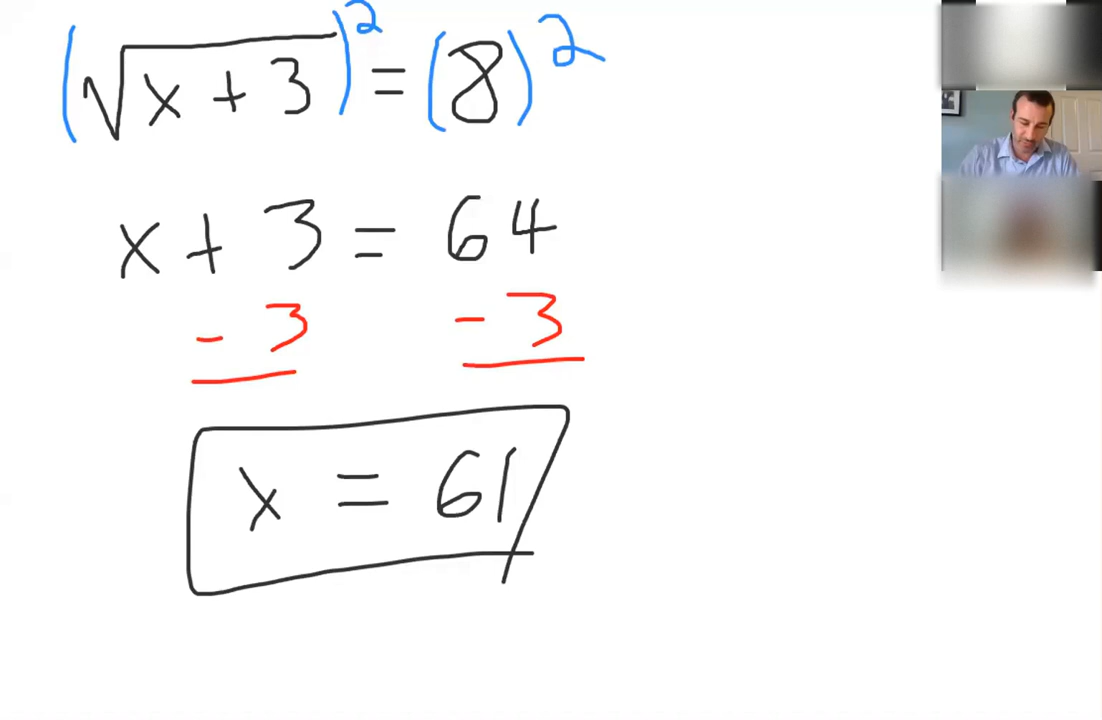 (√x + 3)² = (8)²
x + 3 = 64
- 3 - 3
x = 61